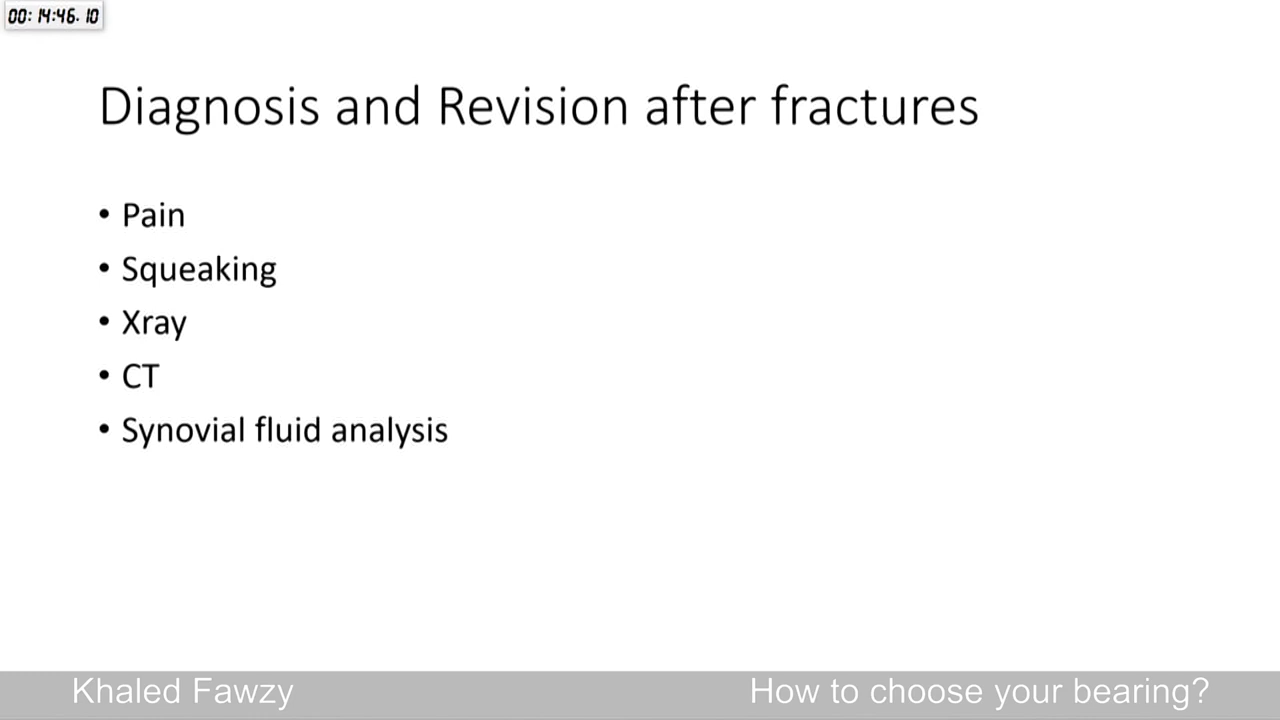 00: 14:46. 10
Diagnosis and Revision after fractures
• Pain
• Squeaking
• Xray
• CT
• Synovial fluid analysis
Khaled Fawzy
How to choose your bearing?